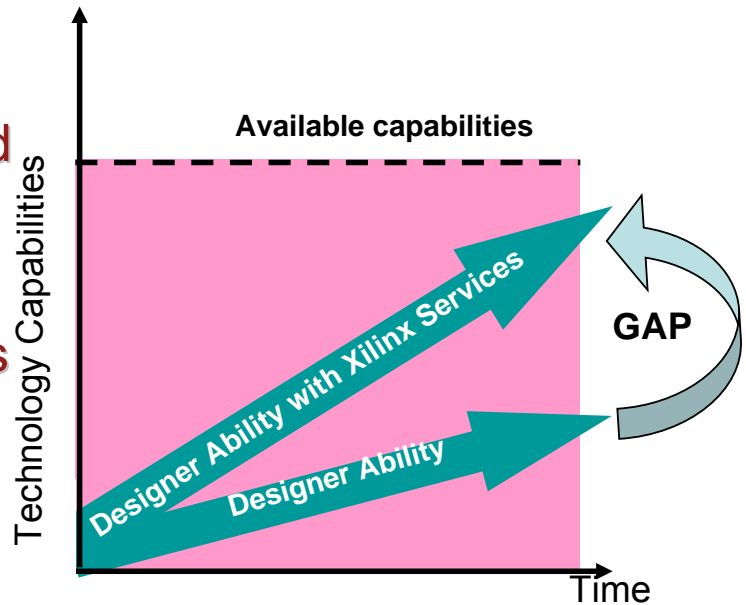 Available capabilities
Technology Capabilities
Designer Ability with Xilinx Services
GAP
Designer Ability
Time